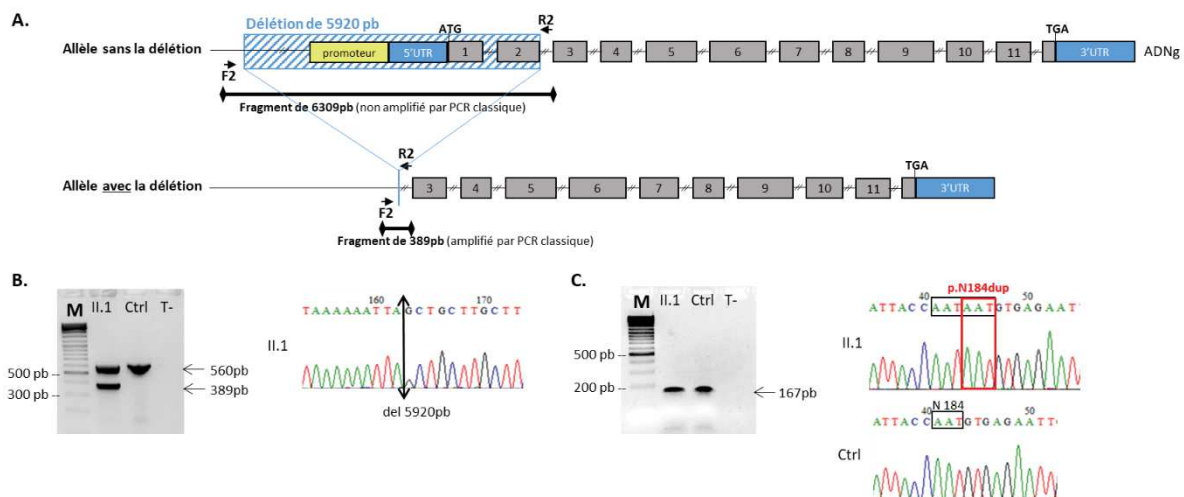 A.
Délétion de 5920 pb
ATG
R2
TGA
Allèle sans la délétion
promoteur
5'UTR
1
2
3
4
5
6
7
8
9
10
11
3'UTR
ADNg
F2
Fragment de 6309pb (non amplifié par PCR classique)
R2
TGA
Allèle avec la délétion
3
4
5
6
7
8
9
10
11
3'UTR
F2
Fragment de 389pb (amplifié par PCR classique)
B.
M II.1 Ctrl T-
500 pb
300 pb
560pb
389pb
II.1
160 170
TAAAAAATTAGCTGCTTGCTT
del 5920pb
C.
M II.1 Ctrl T-
500 pb
200 pb
167pb
p.N184dup
40 50
ATTACCAATAATGTGAGAAT
II.1
N 184
40 50
ATTACCAATGTGAGAATT
Ctrl